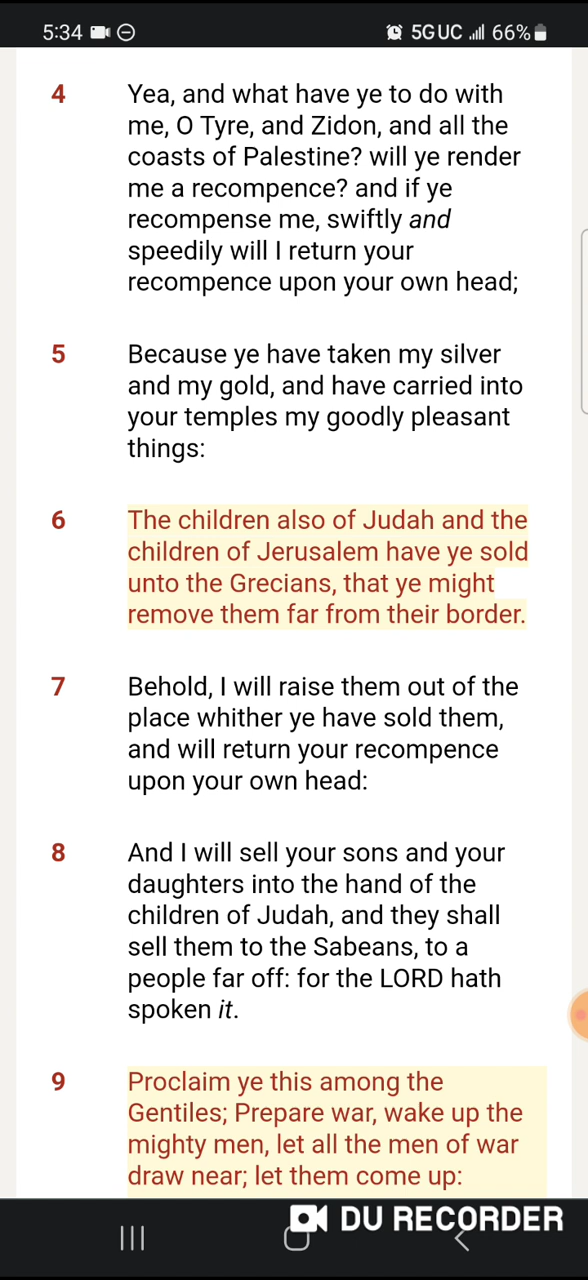 5:34
5G UC 66%
4 Yea, and what have ye to do with
me, O Tyre, and Zidon, and all the
coasts of Palestine? will ye render
me a recompence? and if ye
recompense me, swiftly and
speedily will I return your
recompence upon your own head;
5 Because ye have taken my silver
and my gold, and have carried into
your temples my goodly pleasant
things:
6 The children also of Judah and the
children of Jerusalem have ye sold
unto the Grecians, that ye might
remove them far from their border.
7 Behold, I will raise them out of the
place whither ye have sold them,
and will return your recompence
upon your own head:
8 And I will sell your sons and your
daughters into the hand of the
children of Judah, and they shall
sell them to the Sabeans, to a
people far off: for the LORD hath
spoken it.
9 Proclaim ye this among the
Gentiles; Prepare war, wake up the
mighty men, let all the men of war
draw near; let them come up:
DU RECORDER